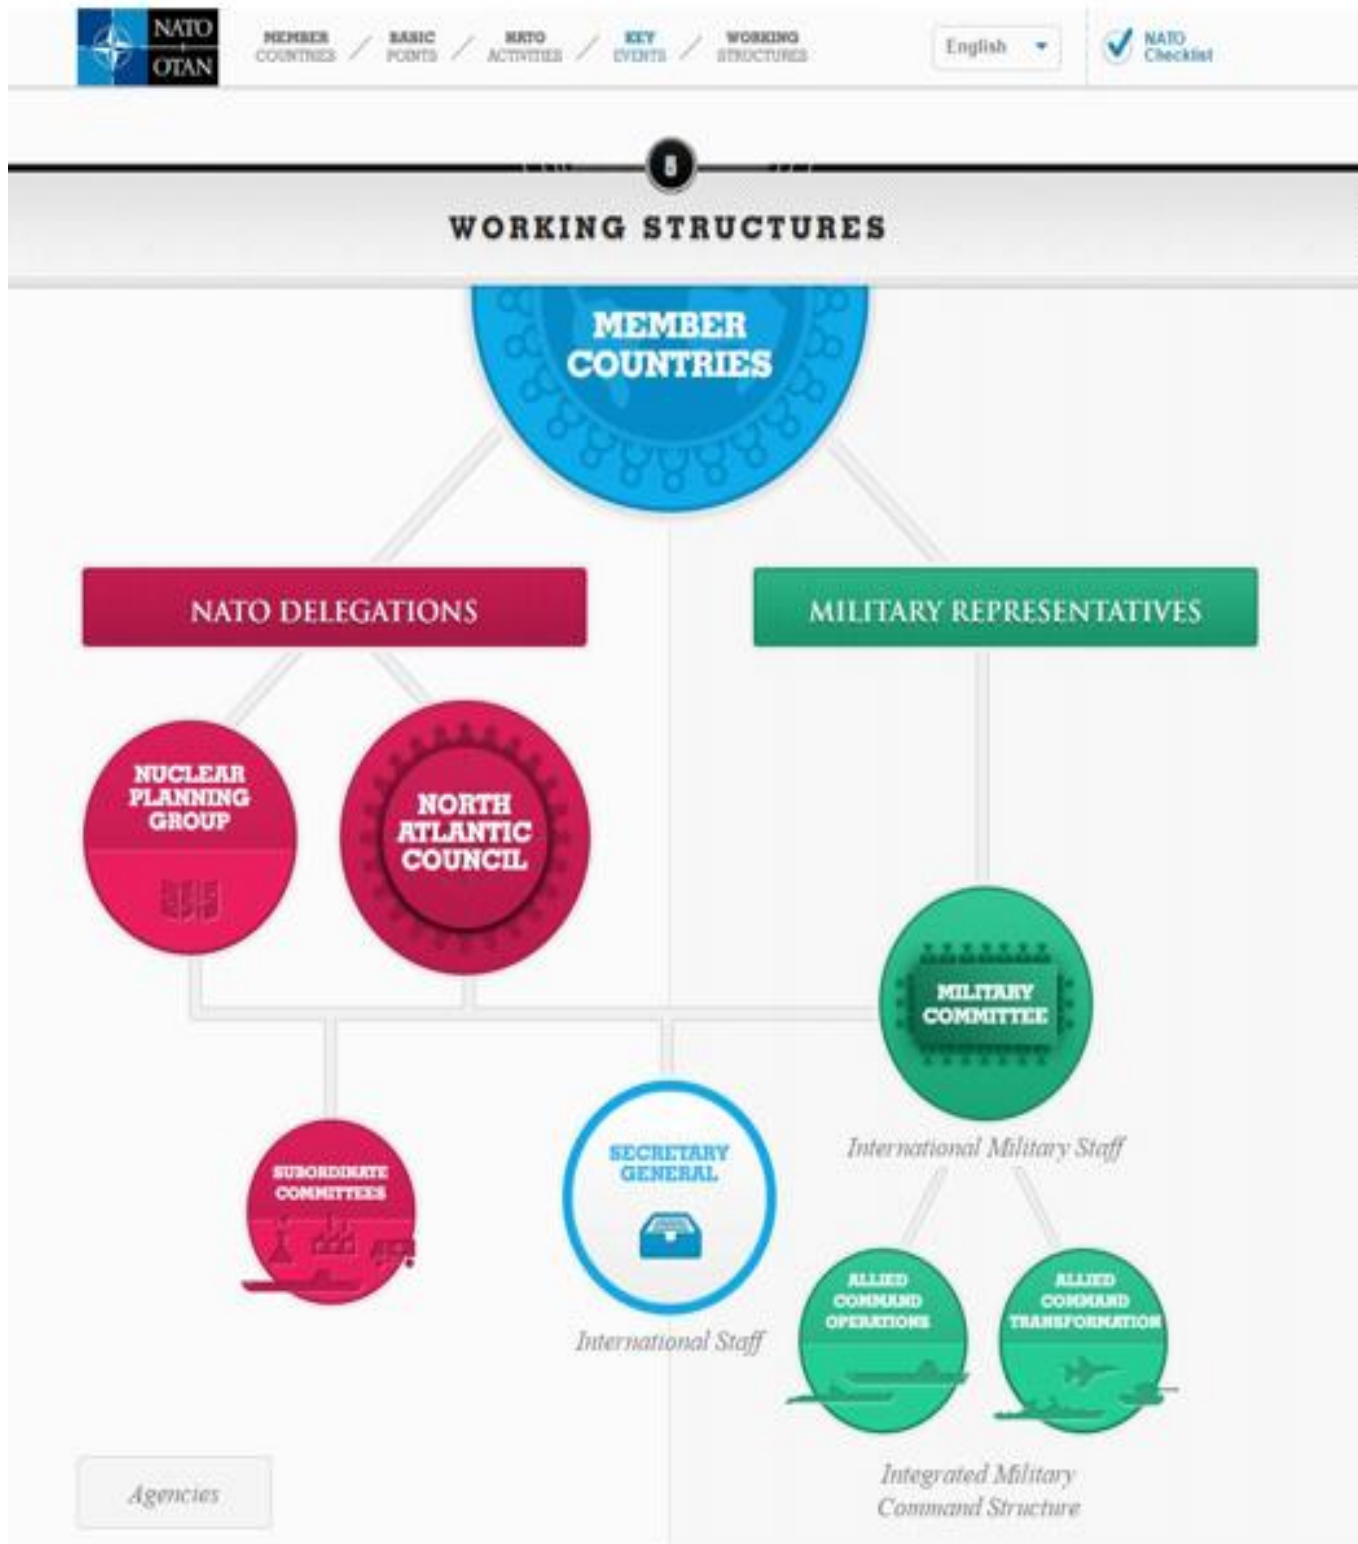 NATO
OTAN
MEMBER
COUNTRIES
BASIC
POINTS
NATO
ACTIVITIES
KEY
EVENTS
WORKING
STRUCTURES
English
NATO
Checklist
5
WORKING STRUCTURES
MEMBER
COUNTRIES
NATO DELEGATIONS
MILITARY REPRESENTATIVES
NUCLEAR
PLANNING
GROUP
NORTH
ATLANTIC
COUNCIL
MILITARY
COMMITTEE
International Military Staff
SUBORDINATE
COMMITTEES
SECRETARY
GENERAL
International Staff
ALLIED
COMMAND
OPERATIONS
ALLIED
COMMAND
TRANSFORMATION
Integrated Military
Command Structure
Agencies